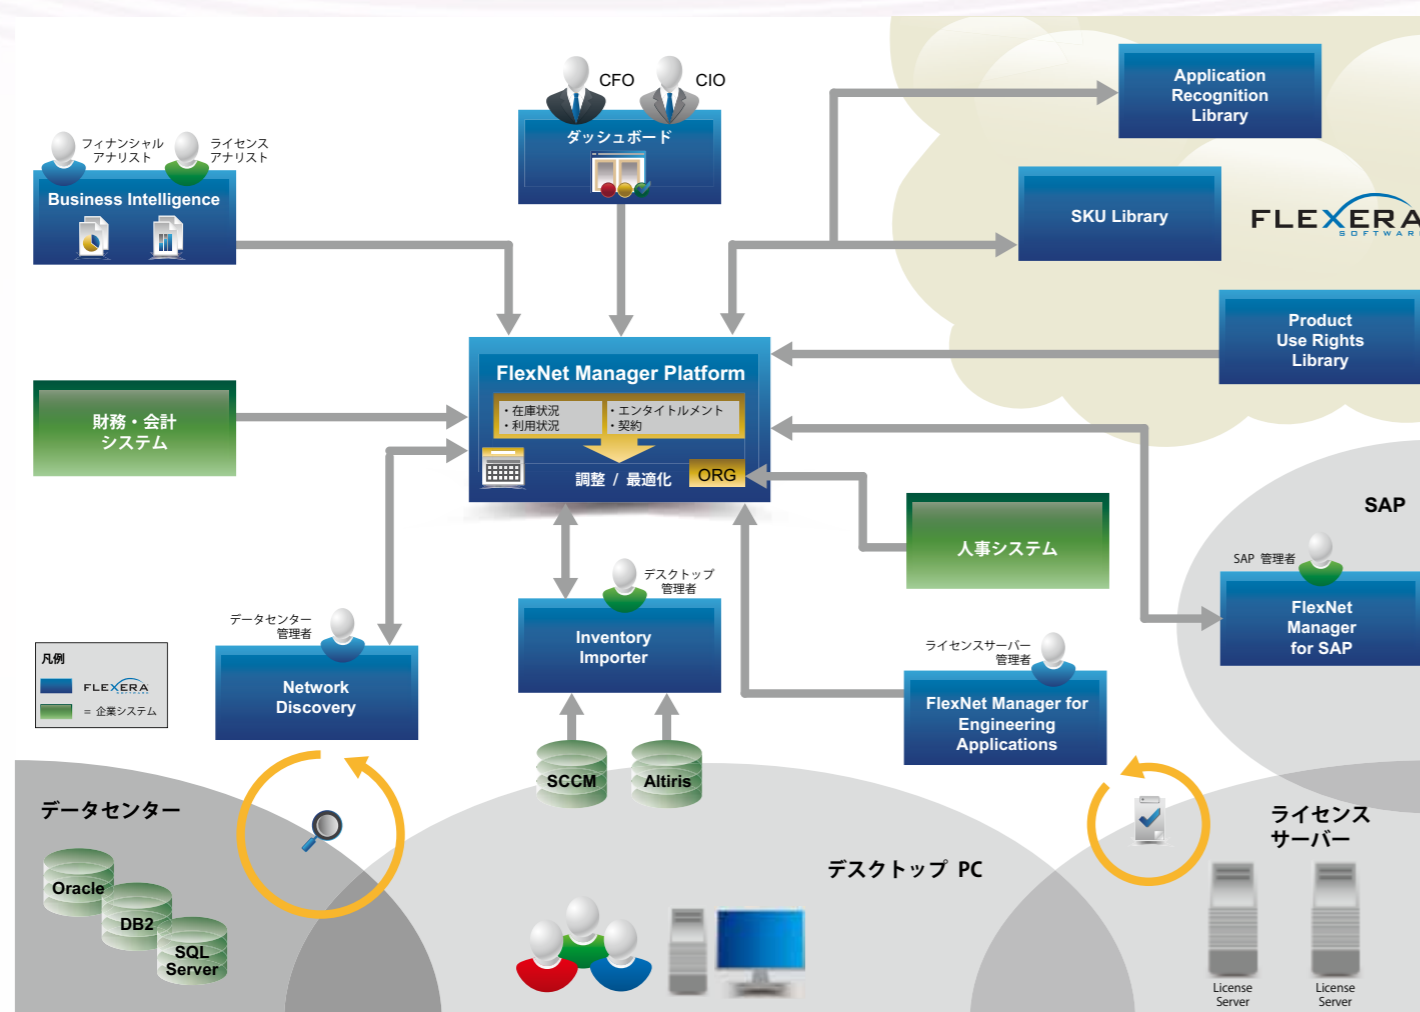 CFO
CIO
ダッシュボード
フィナンシャル
アナリスト
ライセンス
アナリスト
Business Intelligence
Application
Recognition
Library
SKU Library
FLEXERA
SOFTWARE
Product
Use Rights
Library
FlexNet Manager Platform
・在庫状況
・利用状況
・エンタイトルメント
・契約
調整 / 最適化
ORG
財務・会計
システム
人事システム
SAP
SAP 管理者
FlexNet
Manager
for SAP
デスクトップ
管理者
Inventory
Importer
データセンター
管理者
Network
Discovery
ライセンスサーバー
管理者
FlexNet Manager for
Engineering
Applications
凡例
FLEXERA
SOFTWARE
= 企業システム
SCCM
Altiris
データセンター
Oracle
DB2
SQL
Server
デスクトップ PC
ライセンス
サーバー
License
Server
License
Server